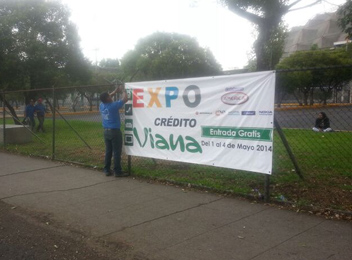 EXPO
CRÉDITO
Viana
Entrada Gratis
Del 1 al 4 de Mayo 2014